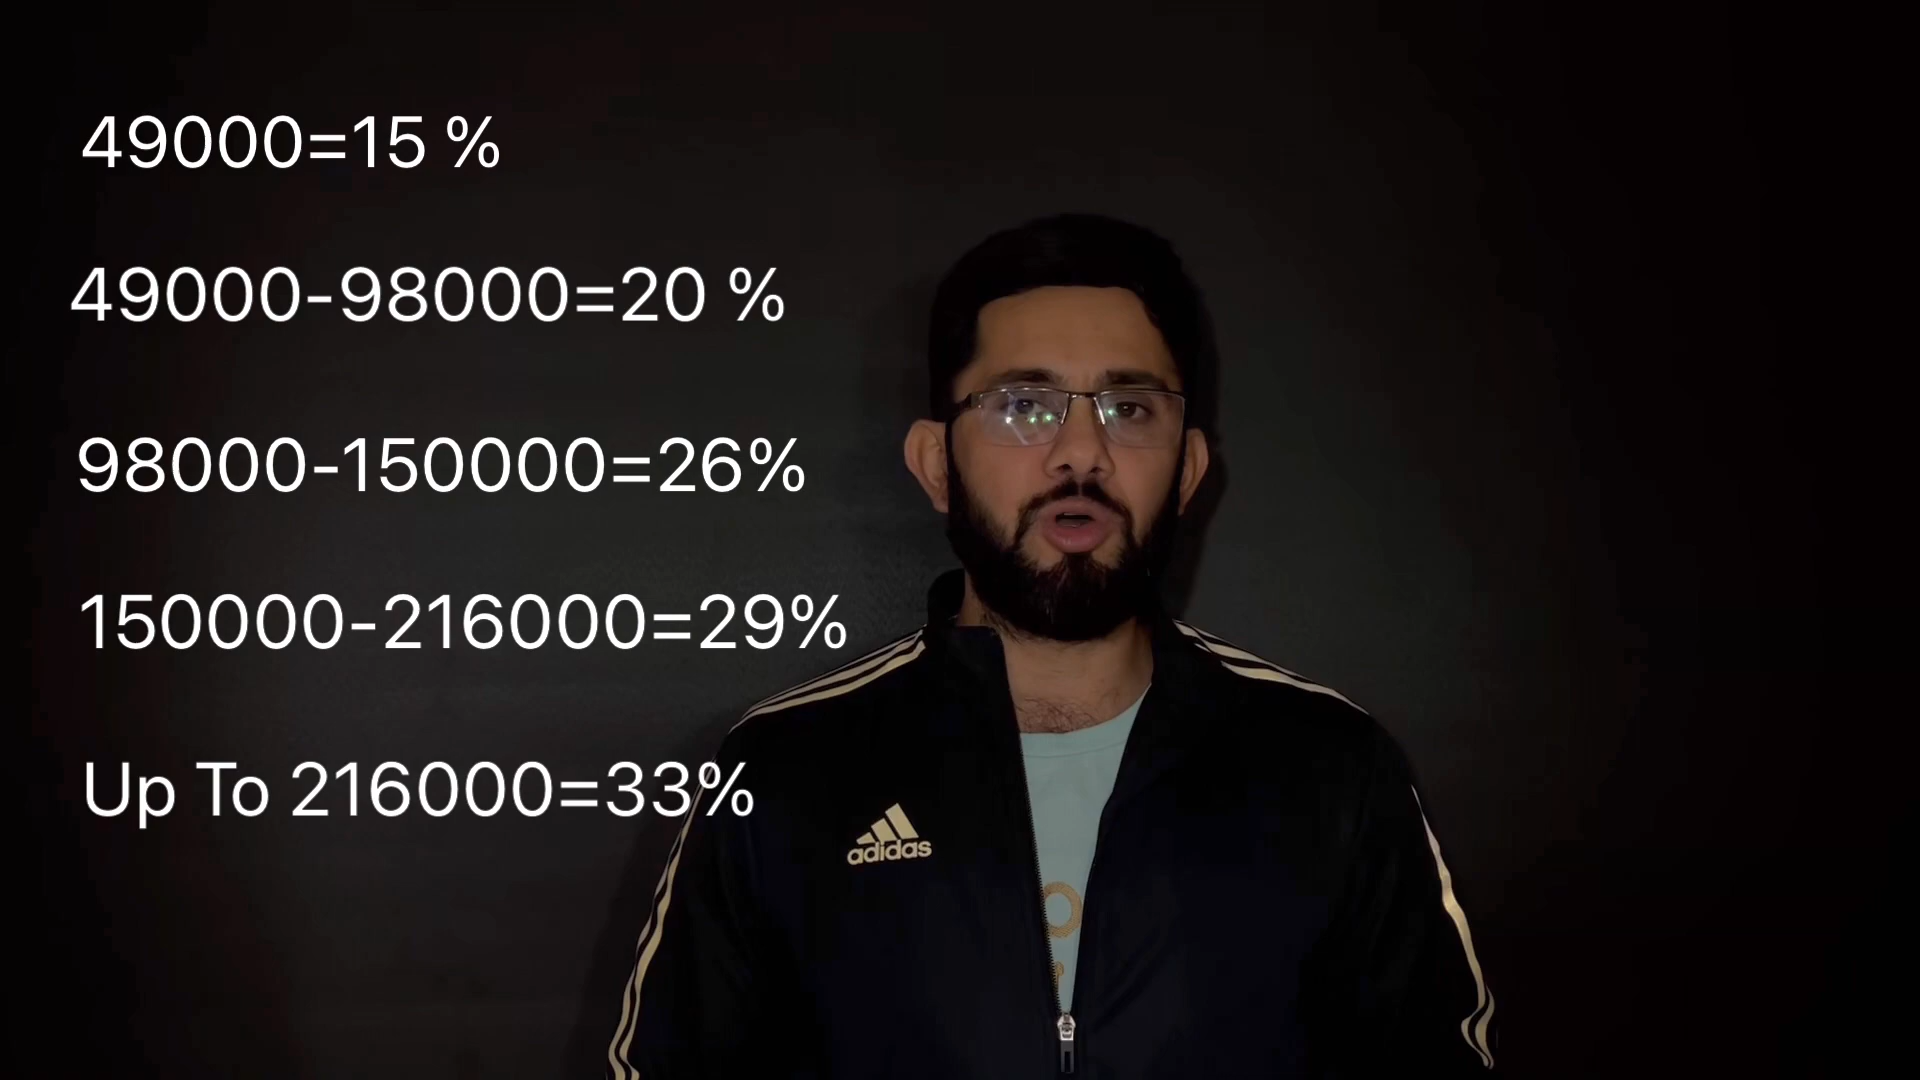 49000=15 %
49000-98000=20 %
98000-150000=26%
150000-216000=29%
Up To 216000=33%
adidas